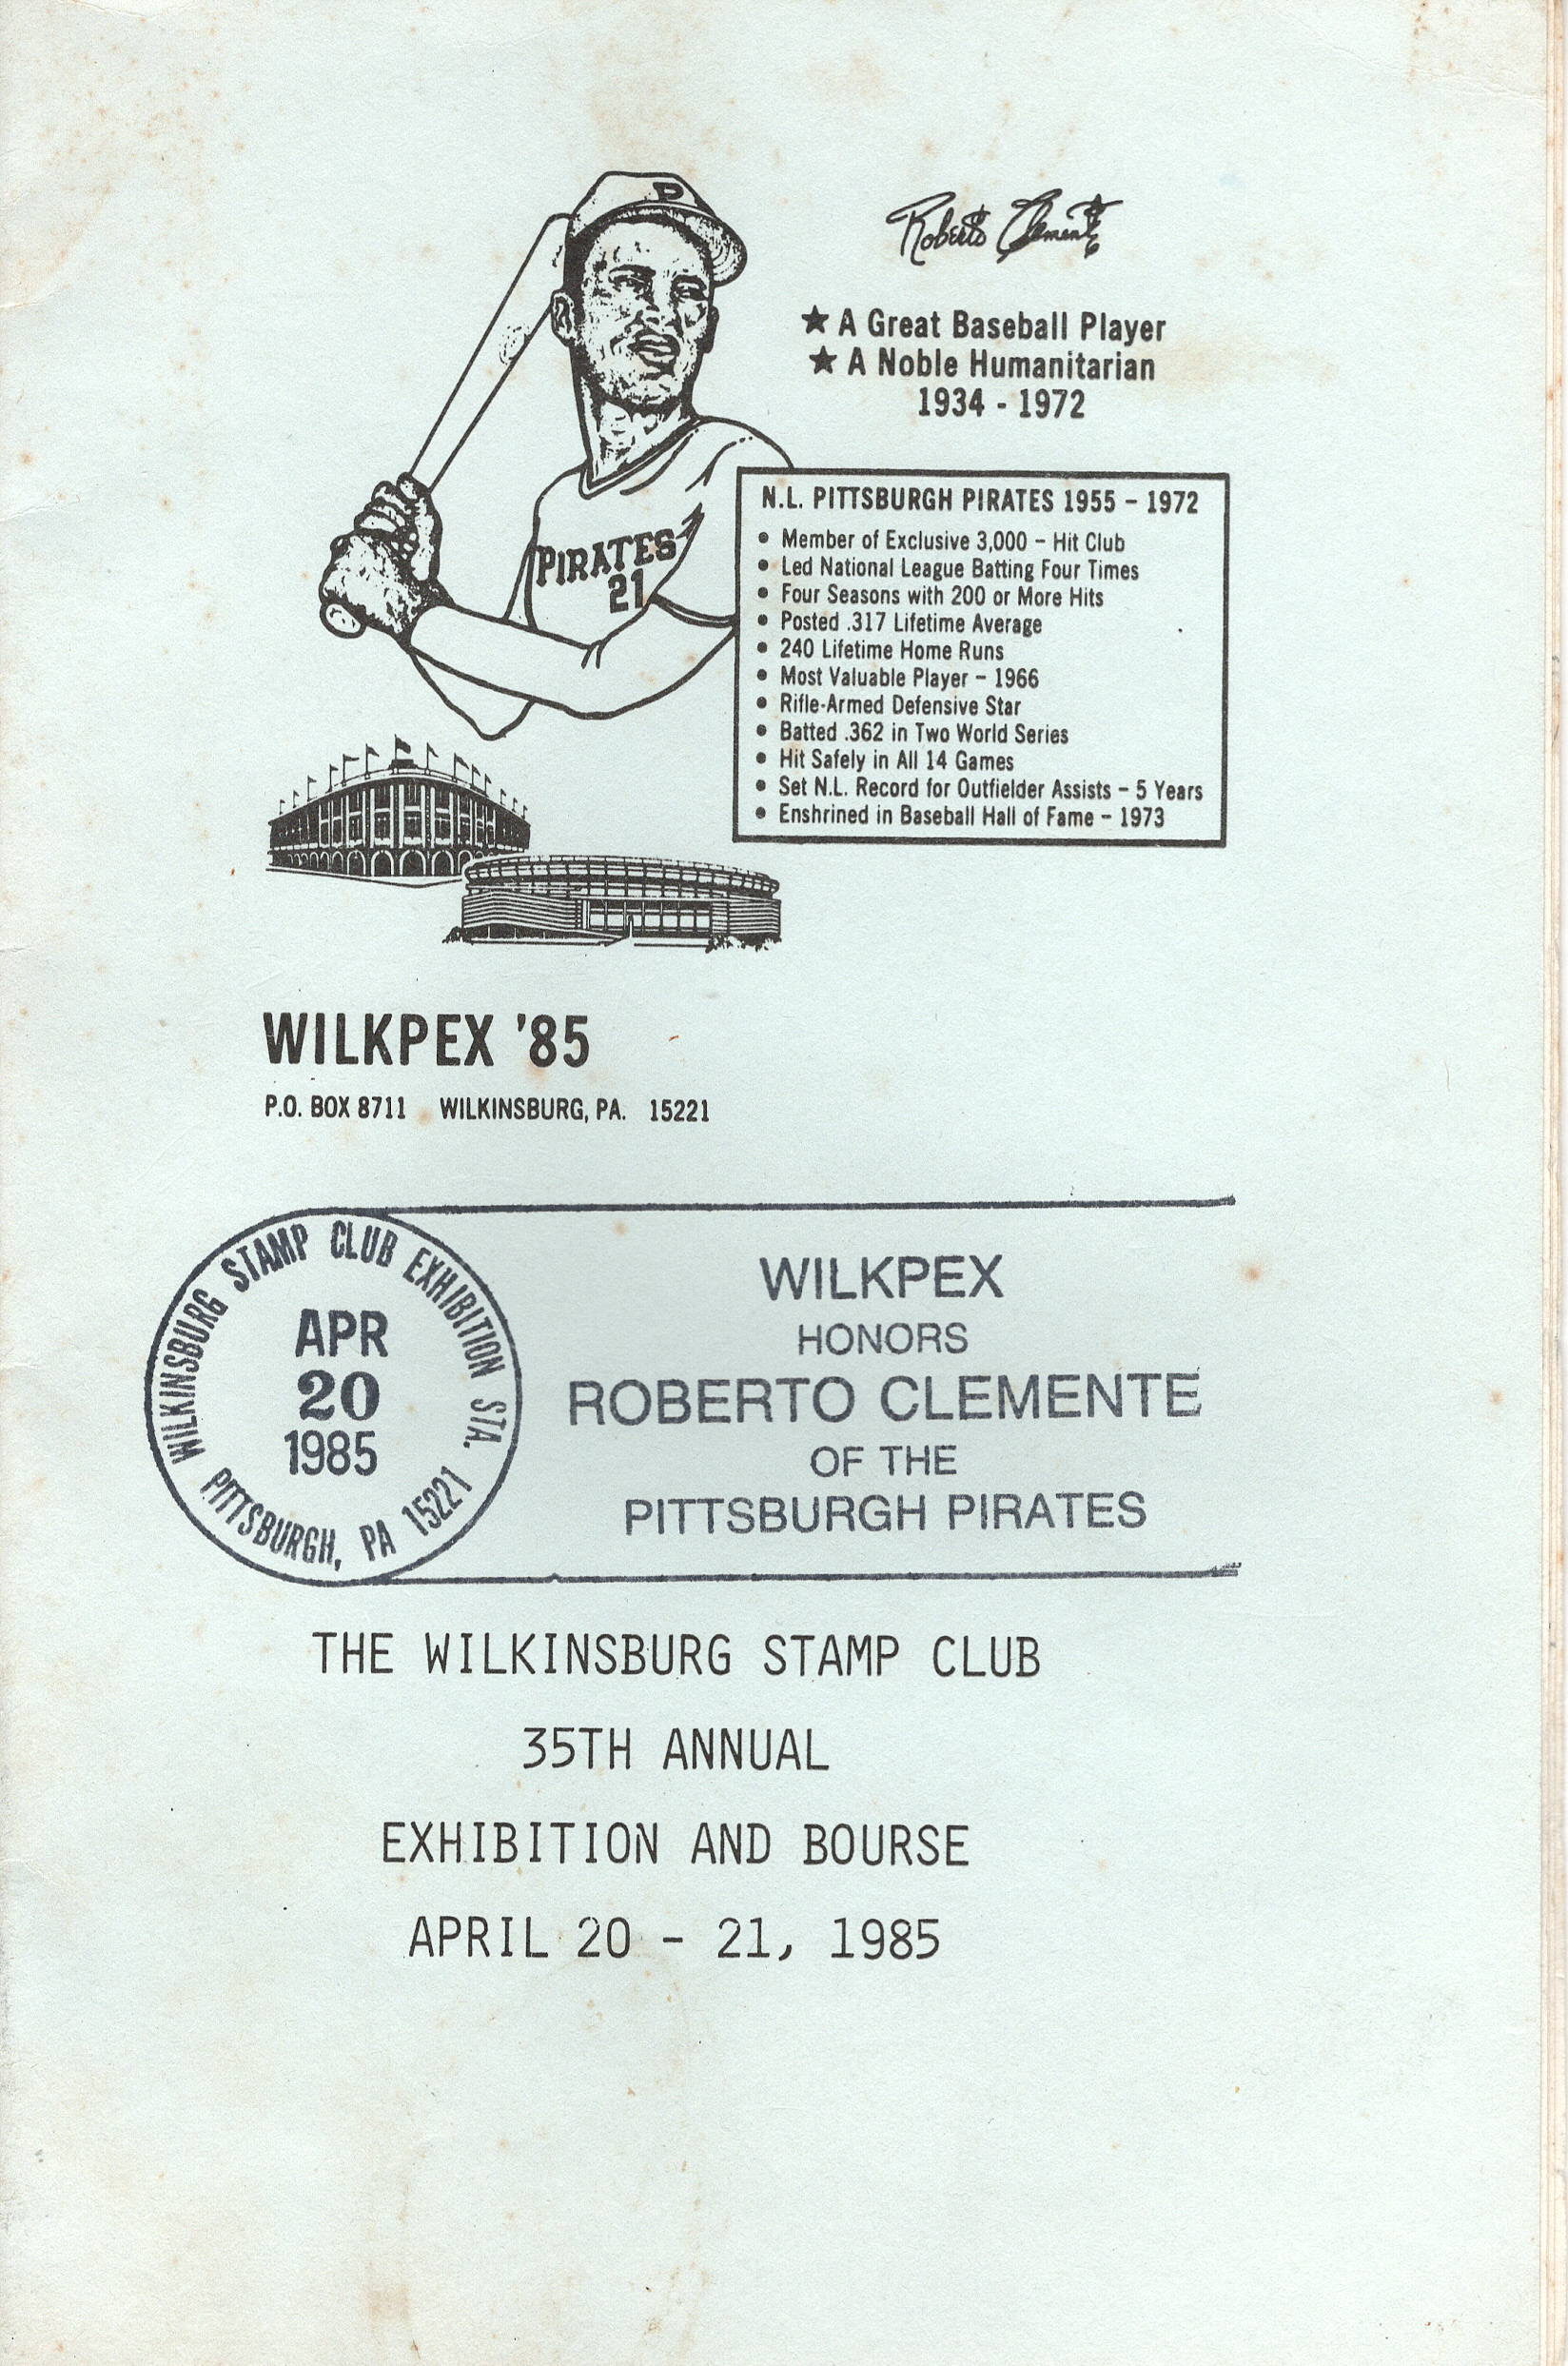 P
Roberto Clemente
★ A Great Baseball Player
★ A Noble Humanitarian
1934 - 1972
PIRATES
21
N.L. PITTSBURGH PIRATES 1955 – 1972
• Member of Exclusive 3,000 – Hit Club
• Led National League Batting Four Times
• Four Seasons with 200 or More Hits
• Posted .317 Lifetime Average
• 240 Lifetime Home Runs
• Most Valuable Player – 1966
• Rifle-Armed Defensive Star
• Batted .362 in Two World Series
• Hit Safely in All 14 Games
• Set N.L. Record for Outfielder Assists – 5 Years
• Enshrined in Baseball Hall of Fame – 1973
WILKPEX '85
P.O. BOX 8711 WILKINSBURG, PA. 15221
WILKINSBURG STAMP CLUB EXHIBITION STA.
APR
20
1985
PITTSBURGH, PA 15221
WILKPEX
HONORS
ROBERTO CLEMENTE
OF THE
PITTSBURGH PIRATES
THE WILKINSBURG STAMP CLUB
35TH ANNUAL
EXHIBITION AND BOURSE
APRIL 20 - 21, 1985